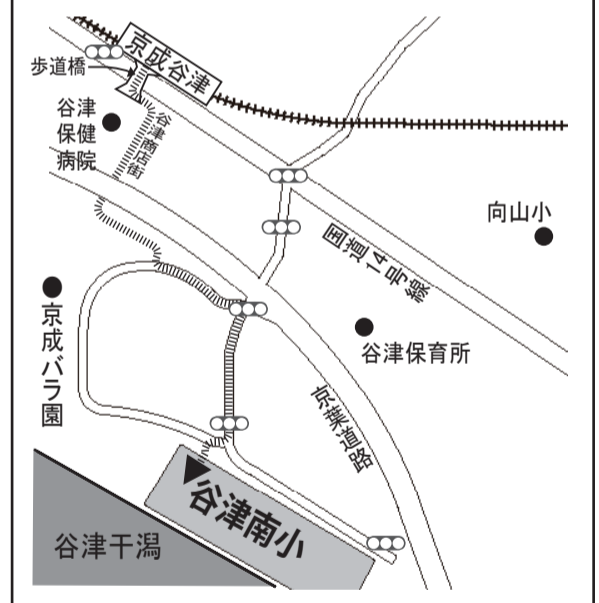 京成谷津
歩道橋
谷津
保健
病院
谷津商店街
向山小
国道14号線
京成バラ園
谷津保育所
京葉道路
谷津南小
谷津干潟